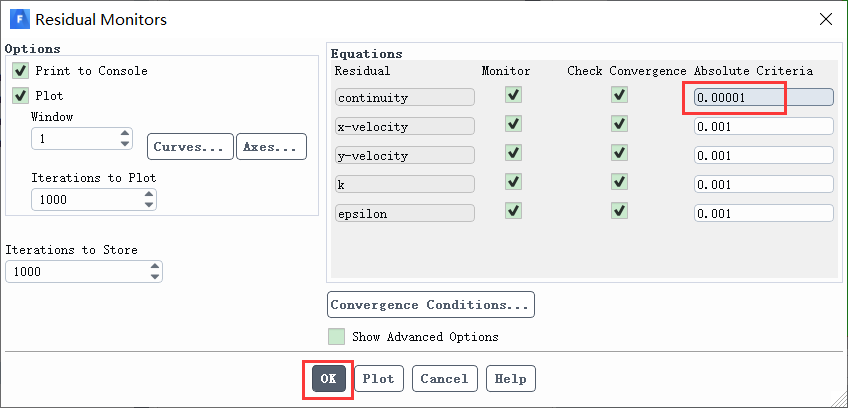 F Residual Monitors
Options
Print to Console
Plot
Window
1
Curves... Axes...
Iterations to Plot
1000
Iterations to Store
1000
Equations
Residual Monitor Check Convergence Absolute Criteria
continuity 0.00001
x-velocity 0.001
y-velocity 0.001
k 0.001
epsilon 0.001
Convergence Conditions...
Show Advanced Options
OK Plot Cancel Help